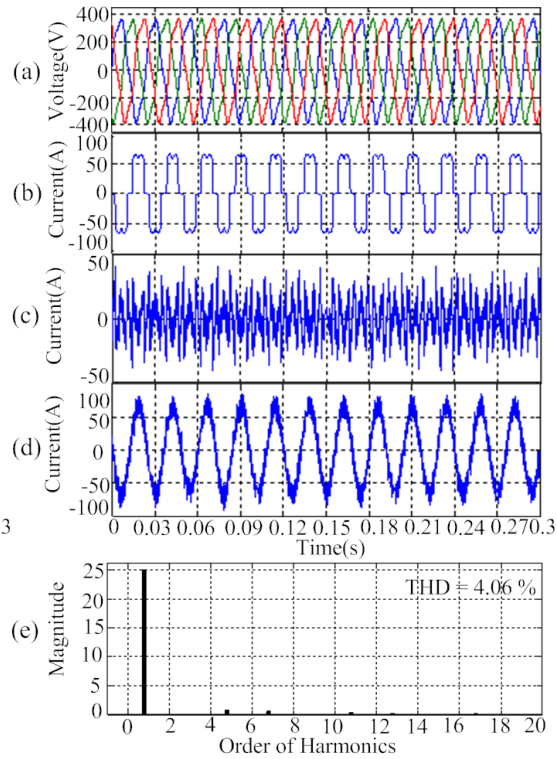 (a)
Voltage(V)
400
200
0
-200
-400
(b)
Current(A)
100
50
0
-50
-100
(c)
Current(A)
50
0
-50
(d)
Current(A)
100
50
0
-50
-100
3
0 0.03 0.06 0.09 0.12 0.15 0.18 0.21 0.24 0.27 0.3
Time(s)
(e)
Magnitude
25
20
15
10
5
0
THD = 4.06 %
0 2 4 6 8 10 12 14 16 18 20
Order of Harmonics